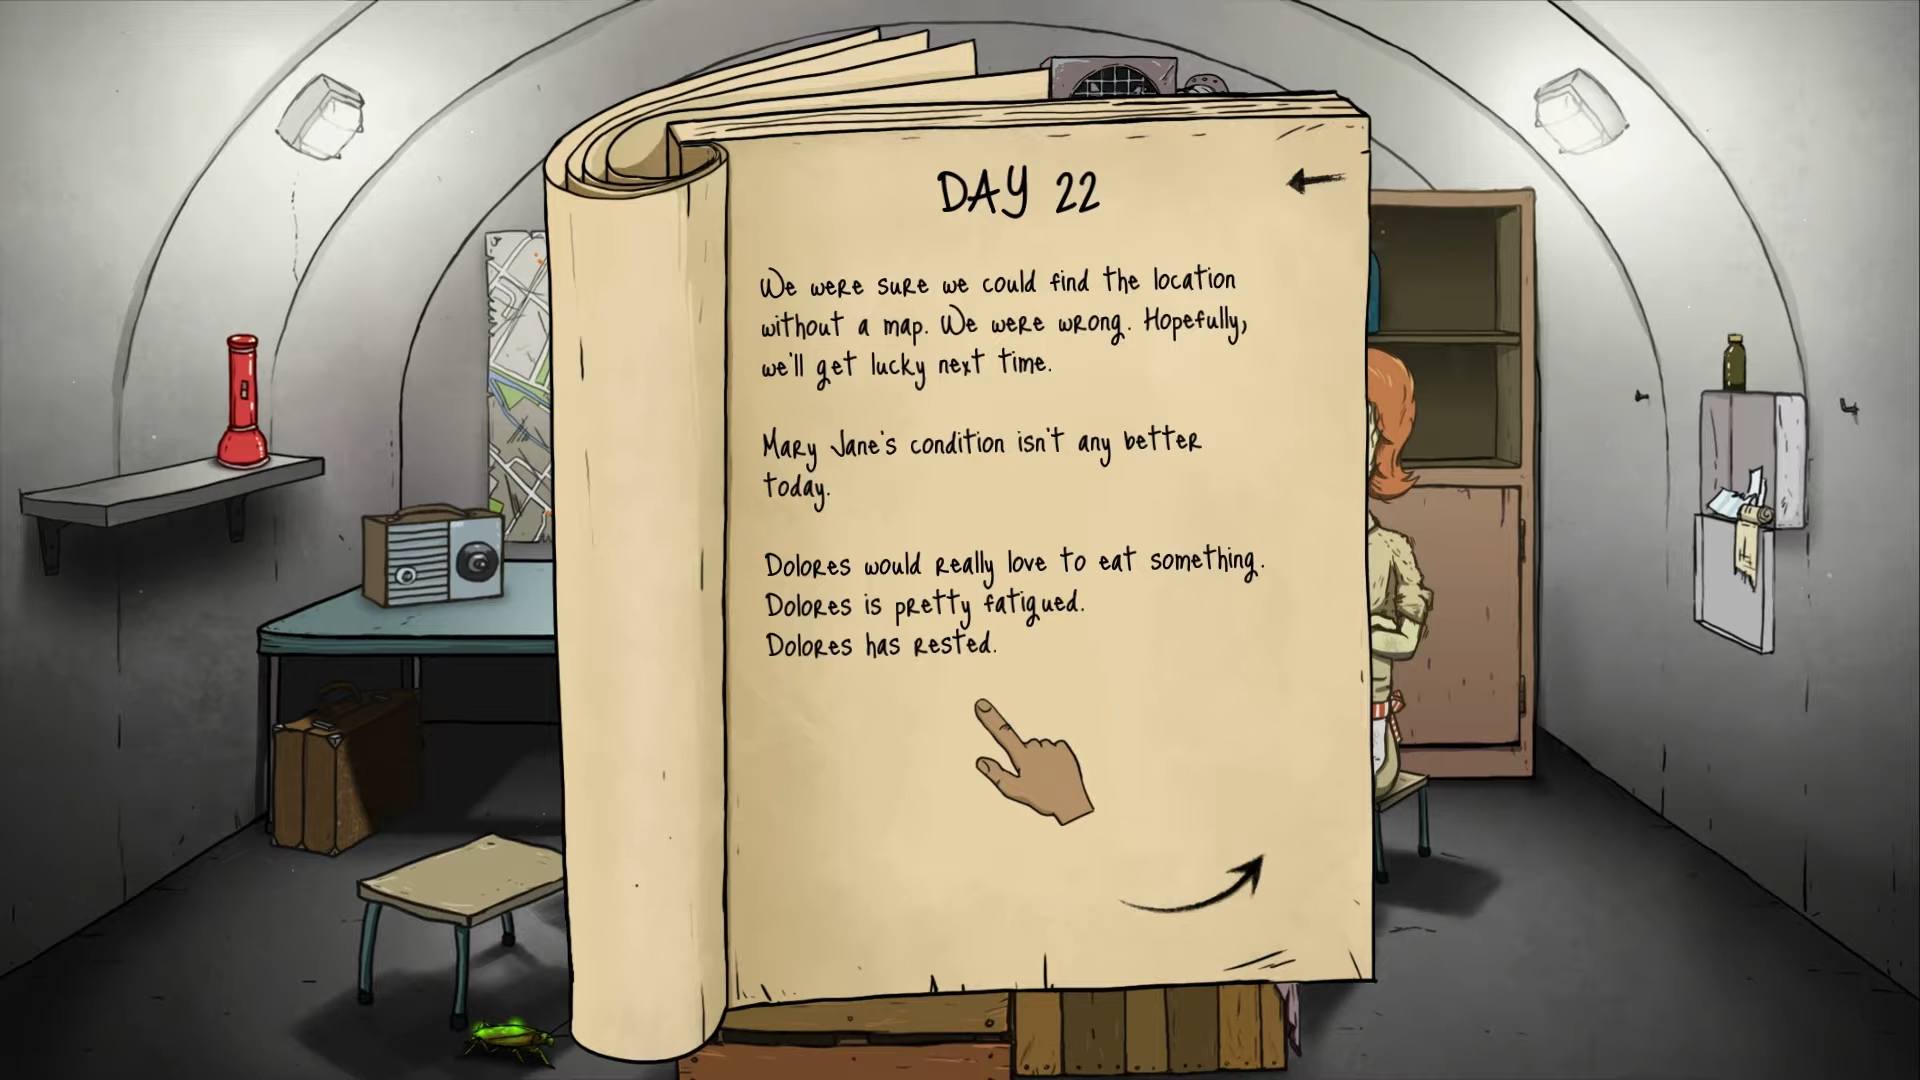 DAY 22
We were sure we could find the location
without a map. We were wrong. Hopefully,
we'll get lucky next time.
Mary Jane's condition isn't any better
today.
Dolores would really love to eat something.
Dolores is pretty fatigued.
Dolores has rested.